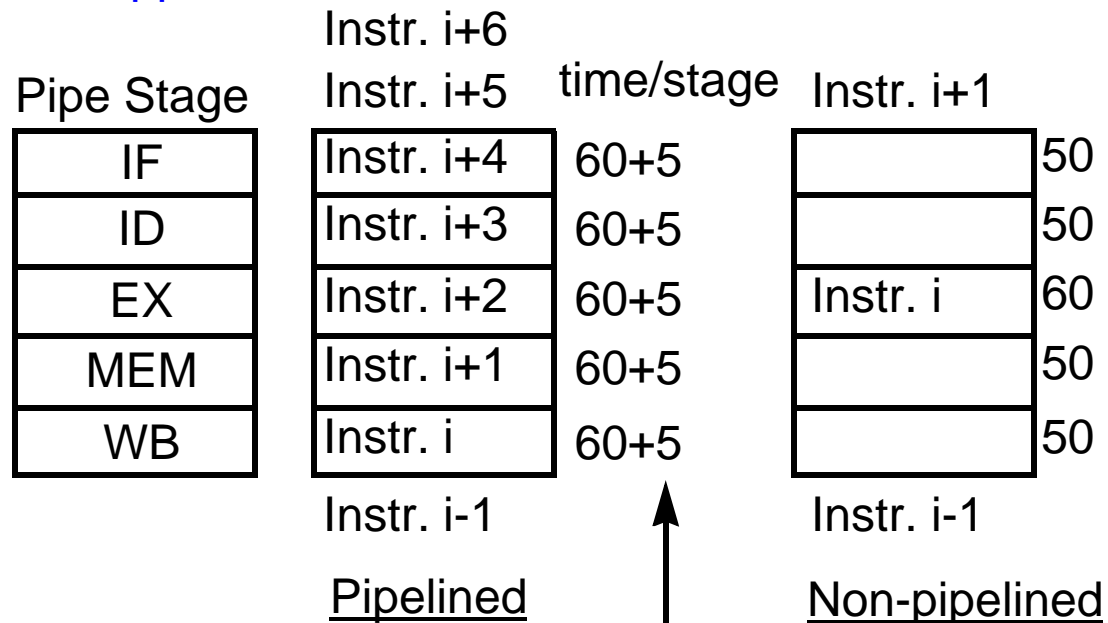 Instr. i+6
Pipe Stage Instr. i+5 time/stage Instr. i+1
IF Instr. i+4 60+5 50
ID Instr. i+3 60+5 50
EX Instr. i+2 60+5 Instr. i 60
MEM Instr. i+1 60+5 50
WB Instr. i 60+5 50
Instr. i-1 Instr. i-1
Pipelined Non-pipelined